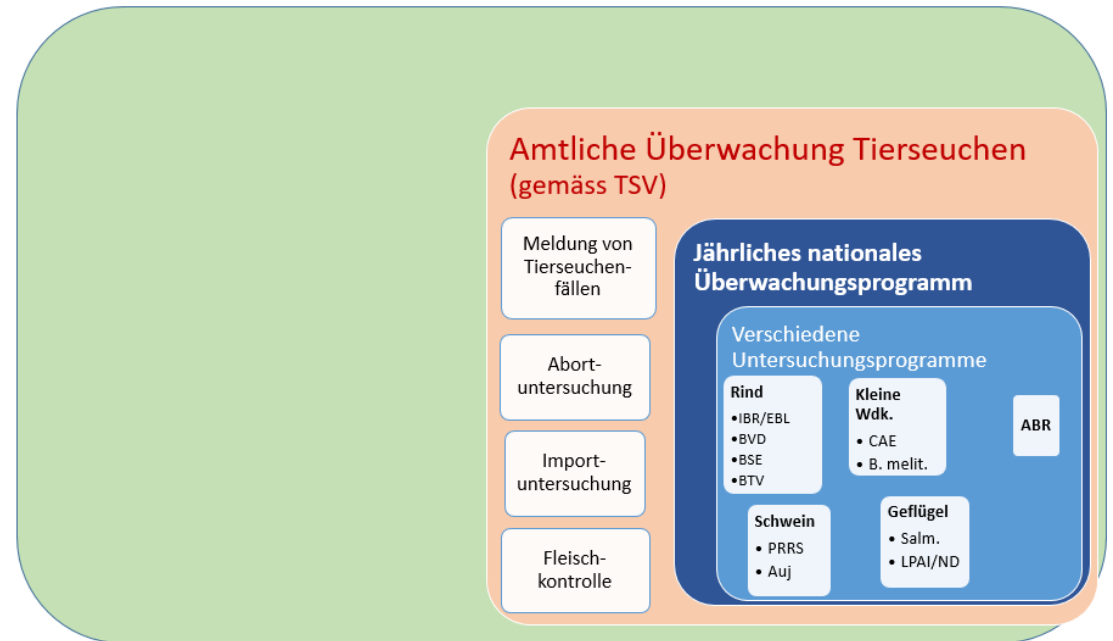 Amtliche Überwachung Tierseuchen
(gemäss TSV)
Meldung von
Tierseuchen-
fällen
Abort-
untersuchung
Import-
untersuchung
Fleisch-
kontrolle
Jährliches nationales
Überwachungsprogramm
Verschiedene
Untersuchungsprogramme
Rind
•IBR/EBL
•BVD
•BSE
•BTV
Kleine
Wdk.
• CAE
• B. melit.
ABR
Schwein
• PRRS
• Auj
Geflügel
• Salm.
• LPAI/ND